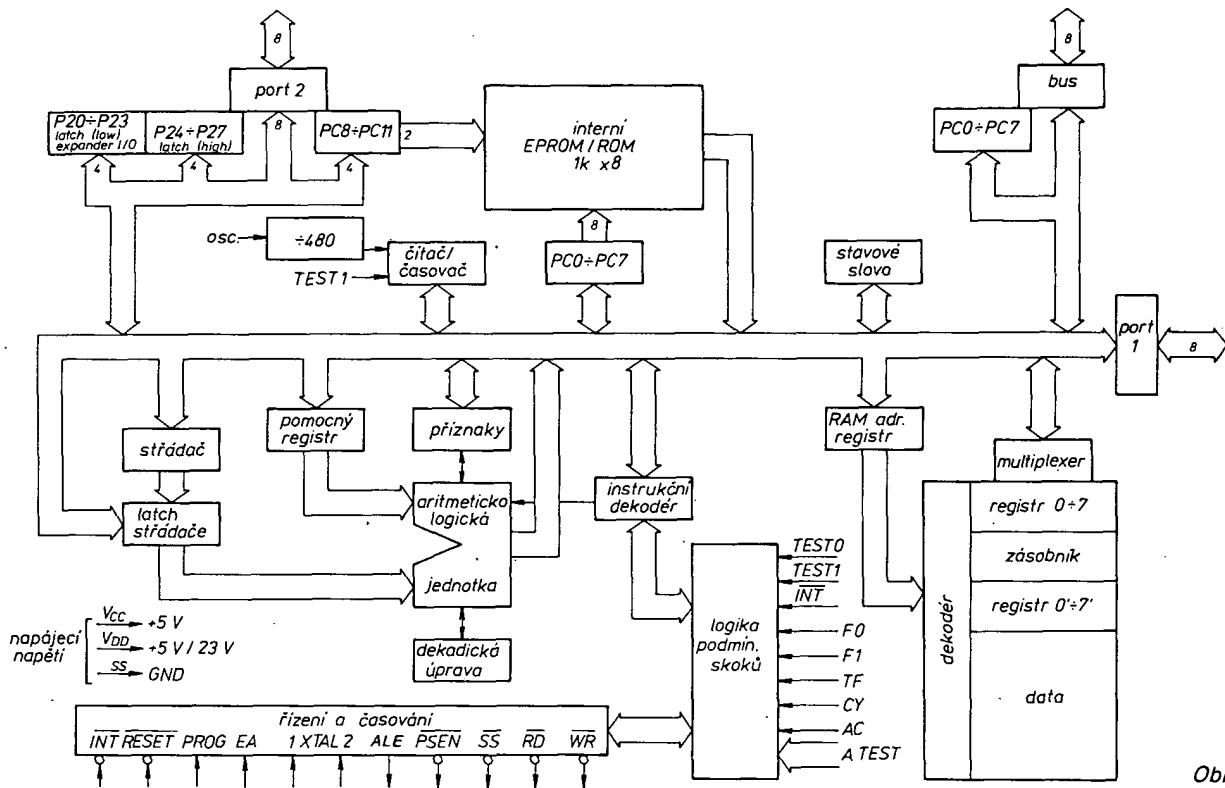 8
port 2
P20÷P23
latch (low)
expander I/O
P24÷P27
latch (high)
8
PC8÷PC11
2
4
4
4
interní
EPROM/ROM
1k x8
8
bus
PC0÷PC7
osc.
÷480
TEST1
čítač/
časovač
8
PC0÷PC7
stavové
slova
port
1
8
střádač
latch
střádače
pomocný
registr
příznaky
aritmeticko
logická
jednotka
dekadická
úprava
instrukční
dekodér
RAM adr.
registr
multiplexer
dekodér
registr 0÷7
zásobník
registr 0'÷7'
data
logika
podmín.
skoků
TEST0
TEST1
INT
F0
F1
TF
CY
AC
A TEST
napájecí
napětí
VCC +5 V
VDD +5 V / 23 V
SS GND
řízení a časování
INT RESET PROG EA 1 XTAL 2 ALE PSEN SS RD WR
Ob